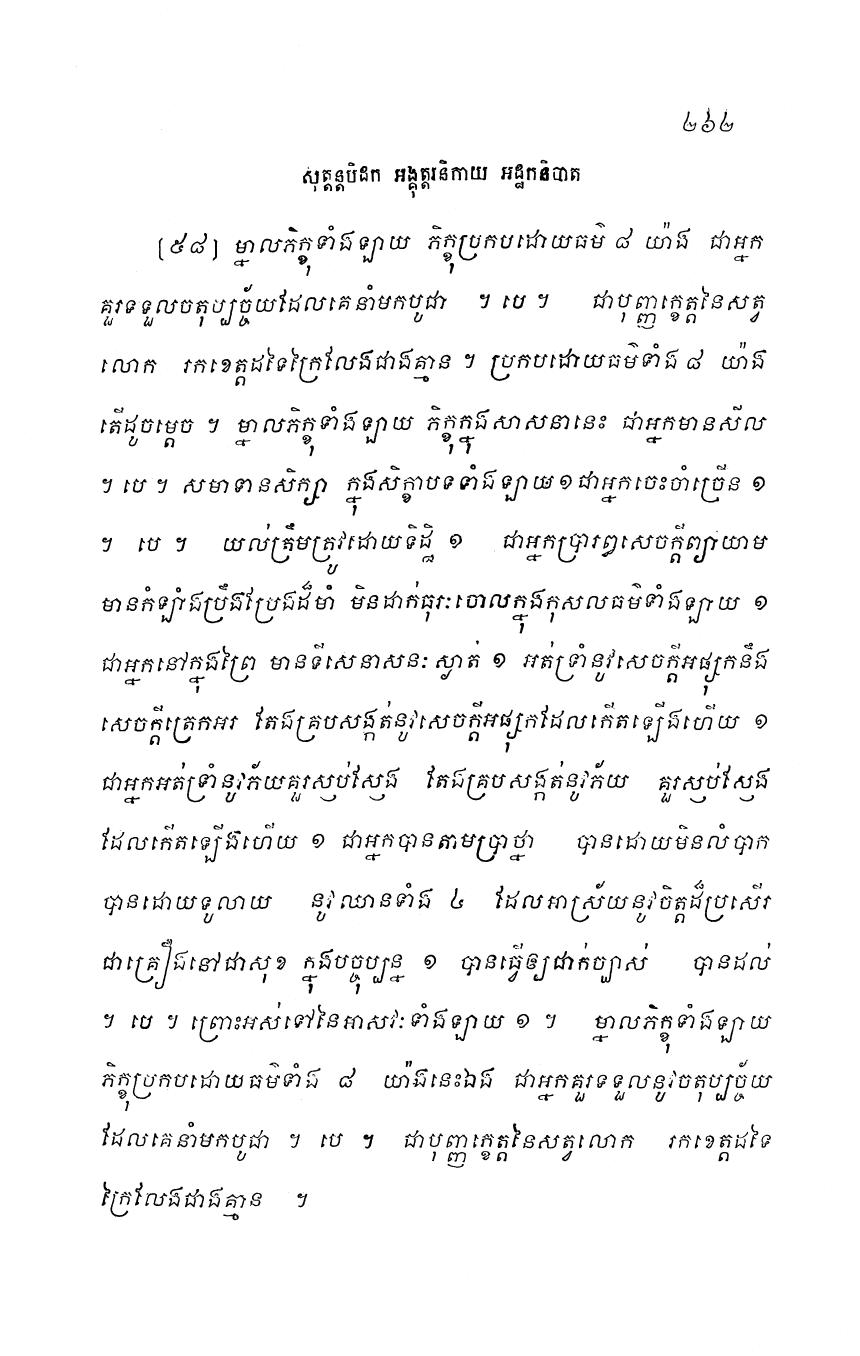 ២៦២
សុត្តន្តបិដក អង្គុត្តរនិកាយ អដ្ឋកនិបាត
[៥៨] ម្នាលភិក្ខុទាំងឡាយ ភិក្ខុប្រកបដោយធម៌ ៨ យ៉ាង ជាអ្នក
គួរទទួលចតុប្បច្ច័យដែលគេនាំមកបូជា ។ បេ ។ ជាបុញ្ញក្ខេត្តនៃសត្វ
លោក រកខេត្តដទៃក្រៃលែងជាងគ្មាន ។ ប្រកបដោយធម៌ទាំង ៨ យ៉ាង
តើដូចម្តេច ។ ម្នាលភិក្ខុទាំងឡាយ ភិក្ខុក្នុងសាសនានេះ ជាអ្នកមានសីល
។ បេ ។ សមាទានសិក្សា ក្នុងសិក្ខាបទទាំងឡាយ ១ ជាអ្នកចេះចាំច្រើន ១
។ បេ ។ យល់ត្រឹមត្រូវដោយទិដ្ឋិ ១ ជាអ្នកប្រារព្ធសេចក្តីព្យាយាម
មានកំឡាំងប្រឹងប្រែងដ៏មាំ មិនដាក់ធុរៈចោលក្នុងកុសលធម៌ទាំងឡាយ ១
ជាអ្នកនៅក្នុងព្រៃ មានទីសេនាសនៈស្ងាត់ ១ អត់ទ្រាំនូវសេចក្តីអផ្សុកនឹង
សេចក្តីត្រេកអរ តែងគ្របសង្កត់នូវសេចក្តីអផ្សុកដែលកើតឡើងហើយ ១
ជាអ្នកអត់ទ្រាំនូវភ័យគួរស្ញប់ស្ញែង តែងគ្របសង្កត់នូវភ័យ គួរស្ញប់ស្ញែង
ដែលកើតឡើងហើយ ១ ជាអ្នកបានតាមប្រាថ្នា បានដោយមិនលំបាក
បានដោយទូលាយ នូវឈានទាំង ៤ ដែលអាស្រ័យនូវចិត្តដ៏ប្រសើរ
ជាគ្រឿងនៅជាសុខ ក្នុងបច្ចុប្បន្ន ១ បានធ្វើឲ្យជាក់ច្បាស់ បានដល់
។ បេ ។ ព្រោះអស់ទៅនៃអាសវៈទាំងឡាយ ១ ។ ម្នាលភិក្ខុទាំងឡាយ
ភិក្ខុប្រកបដោយធម៌ទាំង ៨ យ៉ាងនេះឯង ជាអ្នកគួរទទួលនូវចតុប្បច្ច័យ
ដែលគេនាំមកបូជា ។ បេ ។ ជាបុញ្ញក្ខេត្តនៃសត្វលោក រកខេត្តដទៃ
ក្រៃលែងជាងគ្មាន ។